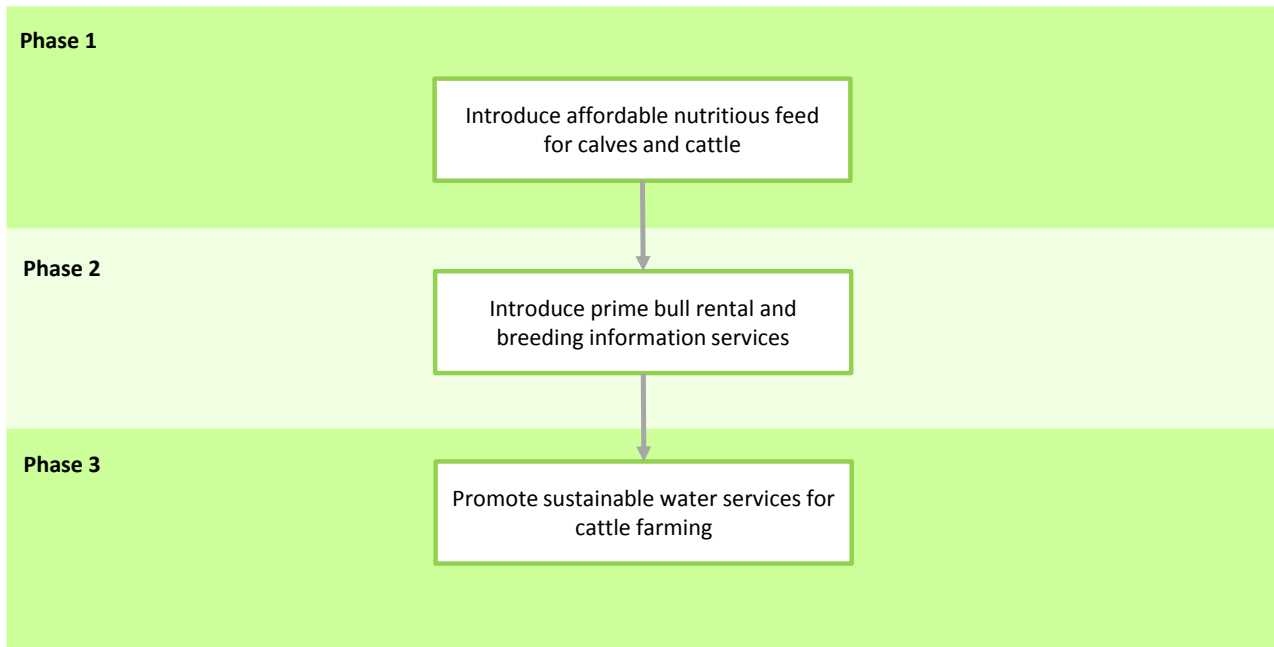 Phase 1
Introduce affordable nutritious feed
for calves and cattle
Phase 2
Introduce prime bull rental and
breeding information services
Phase 3
Promote sustainable water services for
cattle farming